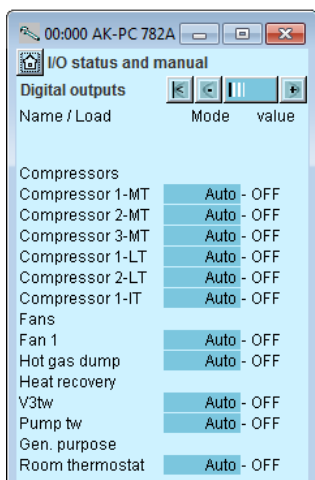 00:000 AK-PC 782A
I/O status and manual
Digital outputs
Name / Load Mode value
Compressors
Compressor 1-MT Auto - OFF
Compressor 2-MT Auto - OFF
Compressor 3-MT Auto - OFF
Compressor 1-LT Auto - OFF
Compressor 2-LT Auto - OFF
Compressor 1-IT Auto - OFF
Fans
Fan 1 Auto - OFF
Hot gas dump Auto - OFF
Heat recovery
V3tw Auto - OFF
Pump tw Auto - OFF
Gen. purpose
Room thermostat Auto - OFF